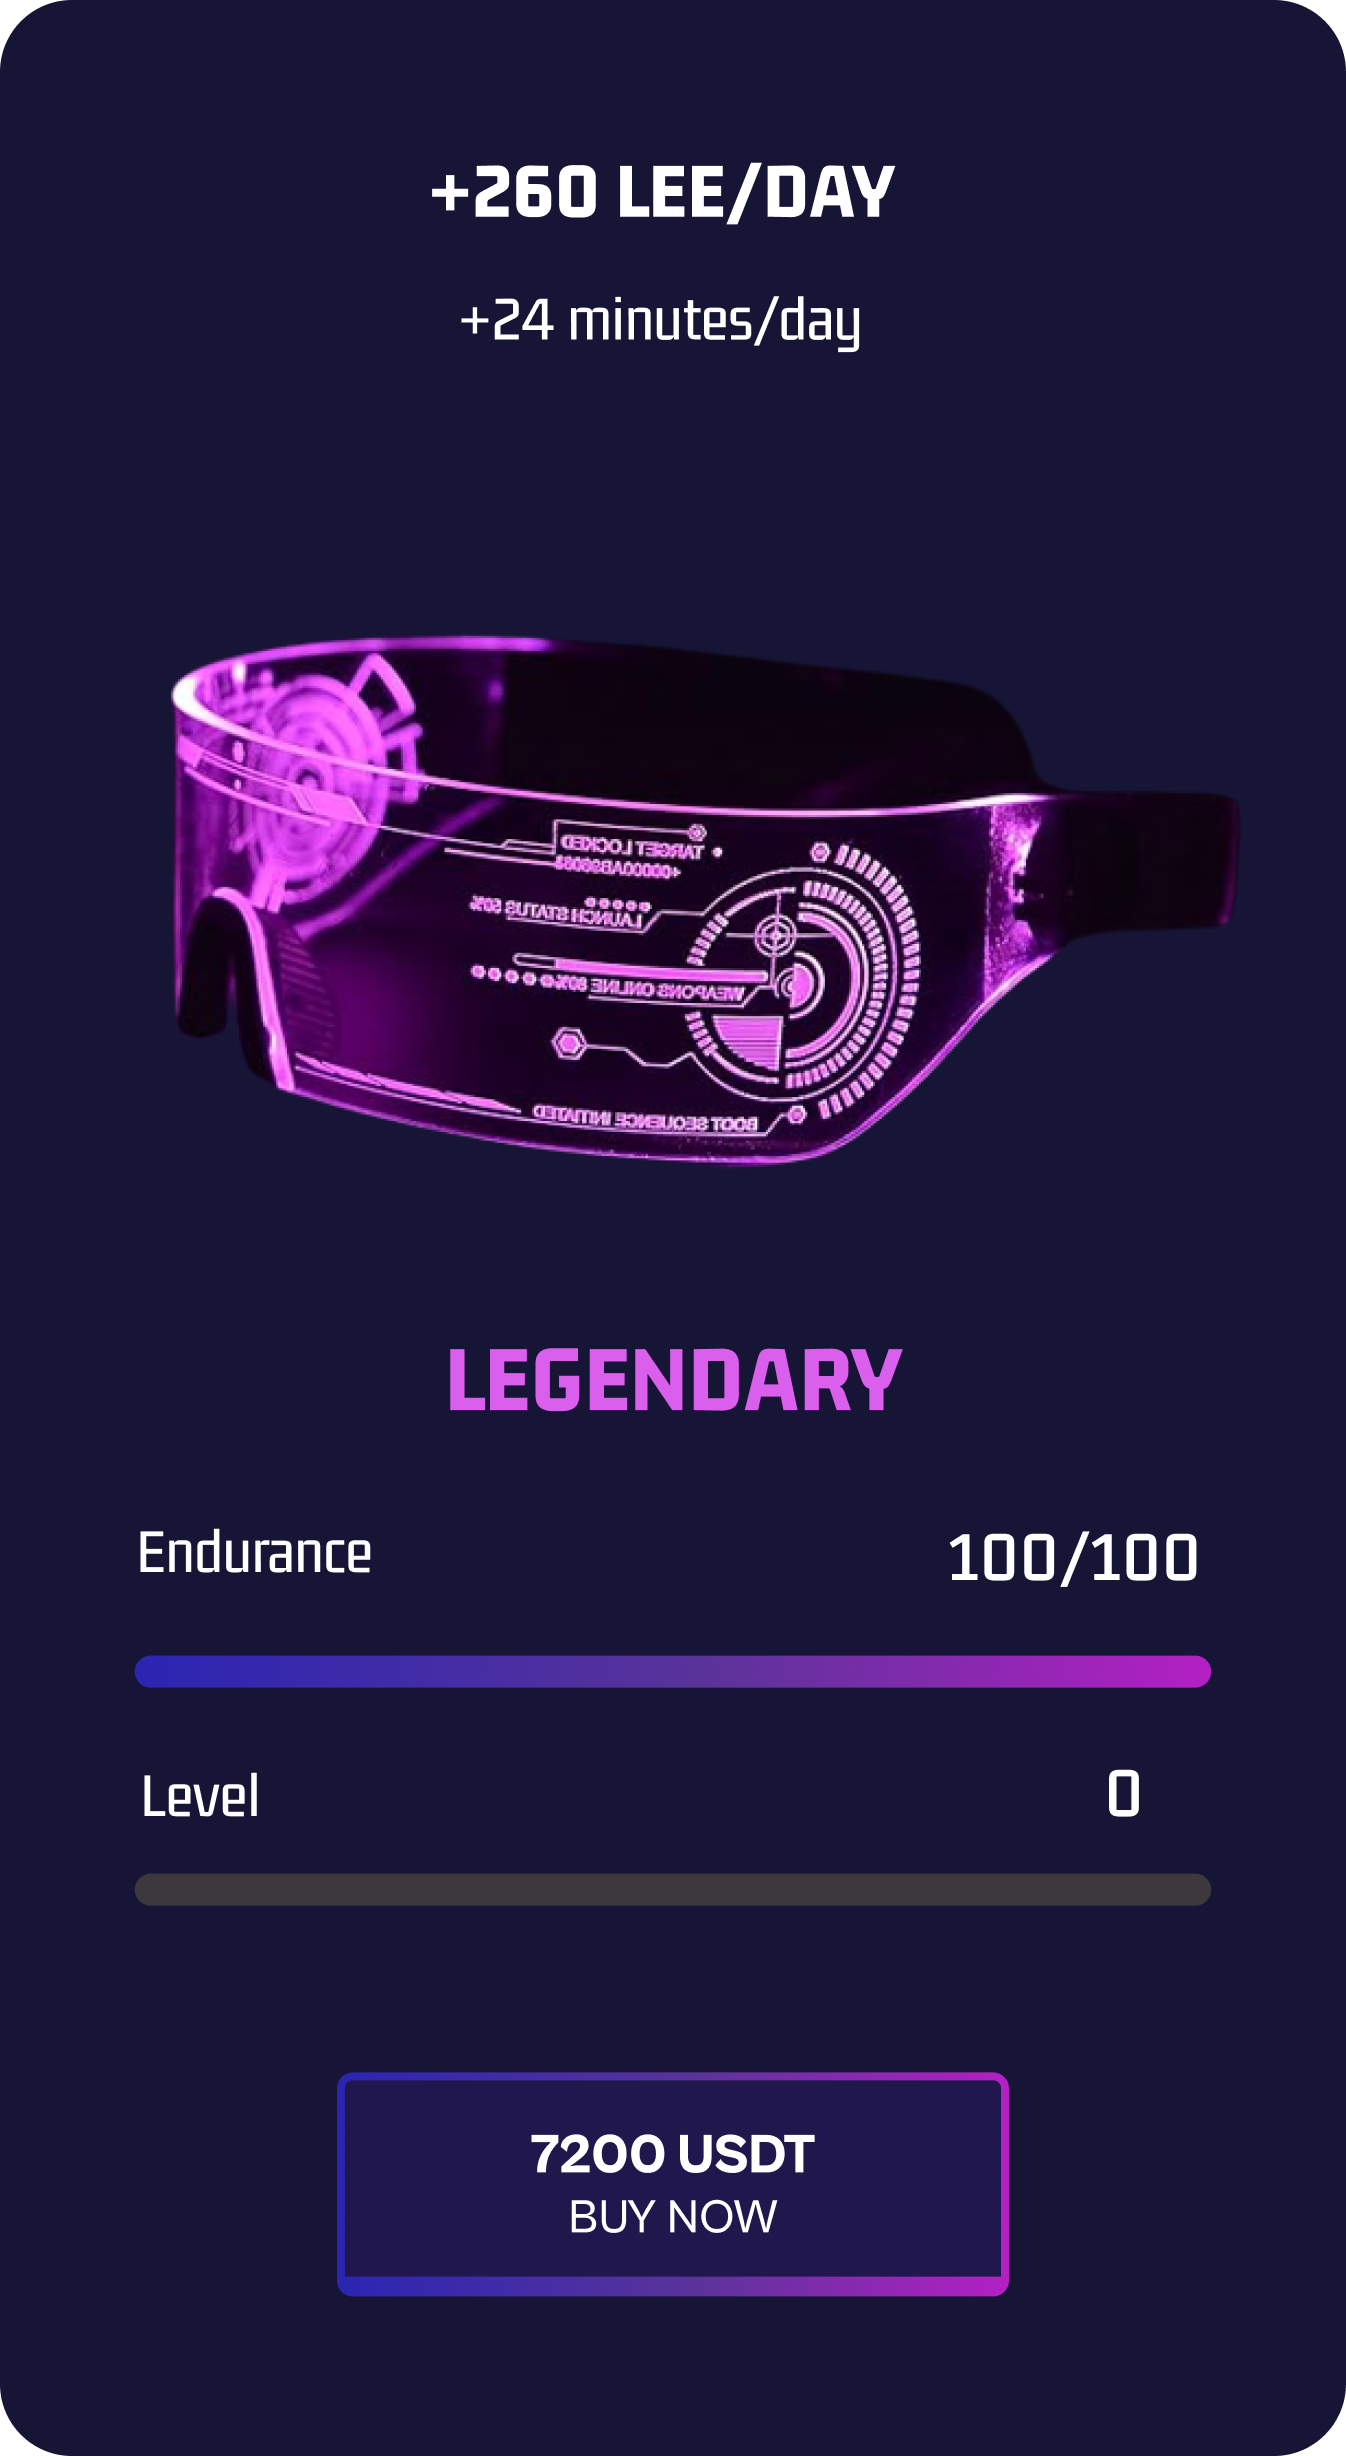 +260 LEE/DAY
+24 minutes/day
TARGET LOCKED
LAUNCH STATUS 50%
WEAPONS ONLINE 80%
BOOT SEQUENCE INITIATED
LEGENDARY
Endurance 100/100
Level 0
7200 USDT
BUY NOW